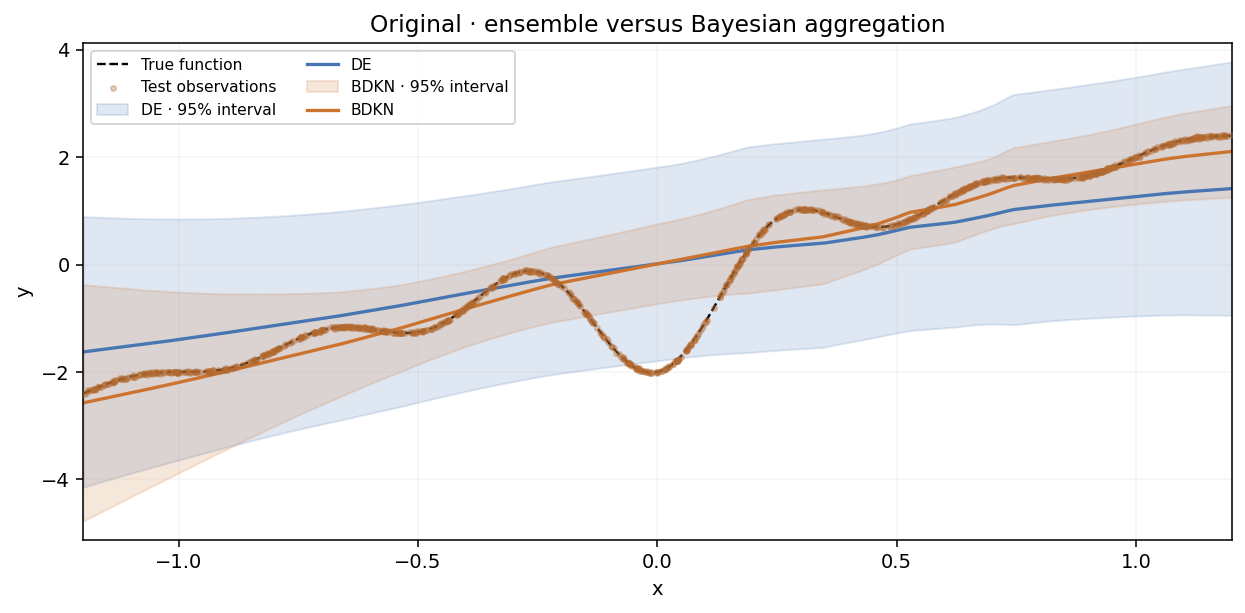 Original · ensemble versus Bayesian aggregation
True function
Test observations
DE · 95% interval
DE
BDKN · 95% interval
BDKN
4
2
0
−2
−4
y
−1.0
−0.5
0.0
0.5
1.0
x